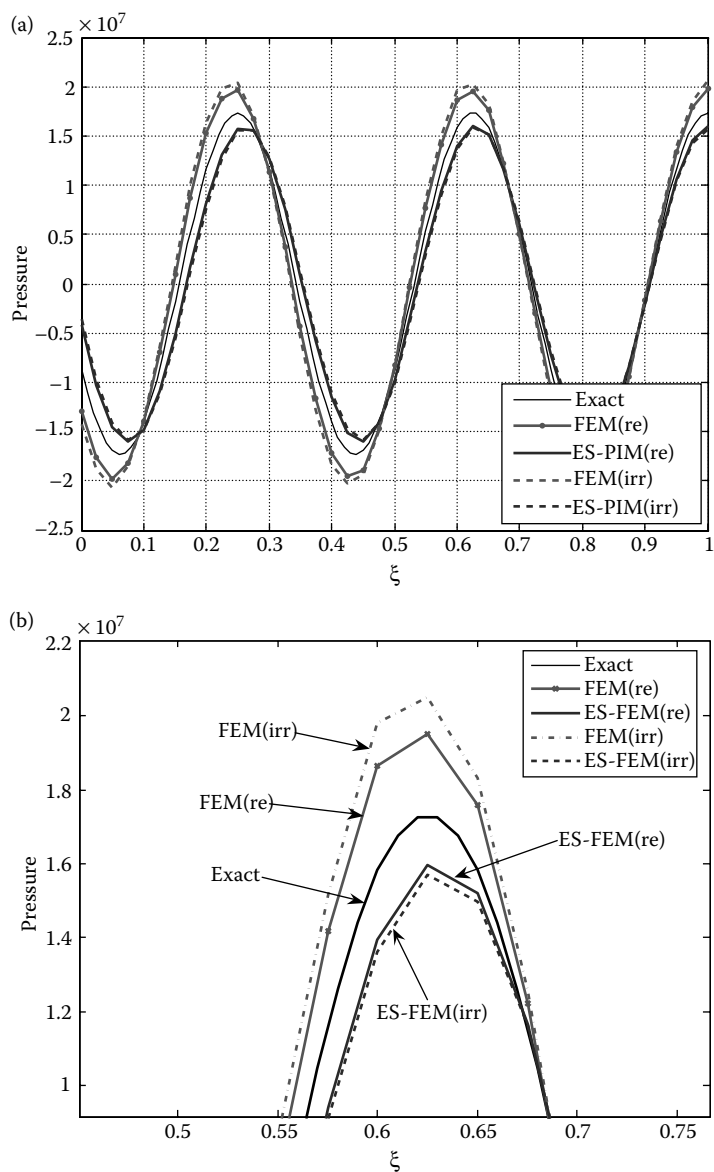 (a)
× 10⁷
2.5
2
1.5
1
0.5
0
−0.5
−1
−1.5
−2
−2.5
Pressure
0 0.1 0.2 0.3 0.4 0.5 0.6 0.7 0.8 0.9 1
ξ
Exact
FEM(re)
ES-PIM(re)
FEM(irr)
ES-PIM(irr)
(b)
× 10⁷
2.2
2
1.8
1.6
1.4
1.2
1
Pressure
0.5 0.55 0.6 0.65 0.7 0.75
ξ
Exact
FEM(re)
ES-FEM(re)
FEM(irr)
ES-FEM(irr)
FEM(irr)
FEM(re)
Exact
ES-FEM(re)
ES-FEM(irr)